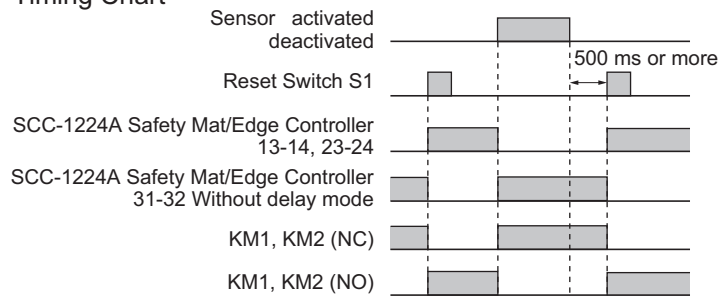 Timing Chart
Sensor activated
deactivated
500 ms or more
Reset Switch S1
SCC-1224A Safety Mat/Edge Controller
13-14, 23-24
SCC-1224A Safety Mat/Edge Controller
31-32 Without delay mode
KM1, KM2 (NC)
KM1, KM2 (NO)